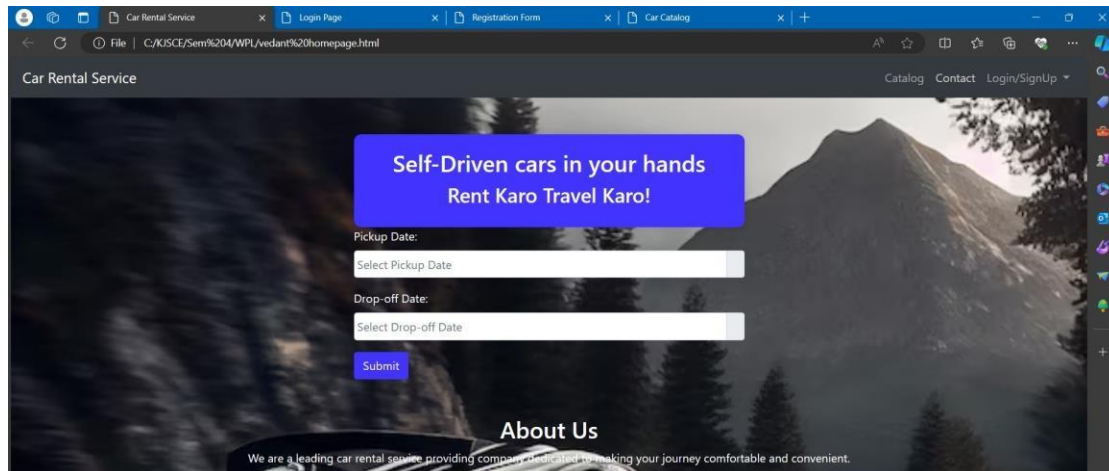 Car Rental Service
Login Page
Registration Form
Car Catalog
File | C:/KJSCE/Sem%204/WPL/vedant%20homepage.html
Car Rental Service
Catalog Contact Login/SignUp
Self-Driven cars in your hands
Rent Karo Travel Karo!
Pickup Date:
Select Pickup Date
Drop-off Date:
Select Drop-off Date
Submit
About Us
We are a leading car rental service providing company dedicated to making your journey comfortable and convenient.